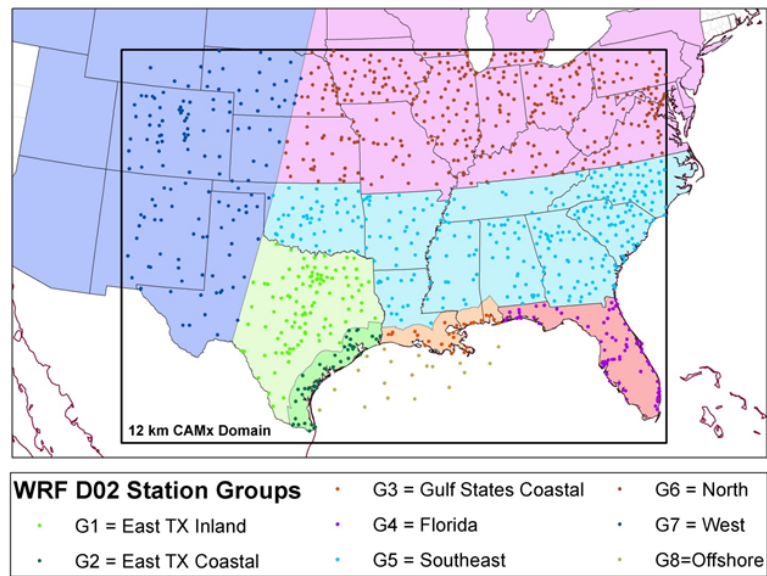 12 km CAMx Domain
WRF D02 Station Groups
G1 = East TX Inland
G2 = East TX Coastal
G3 = Gulf States Coastal
G4 = Florida
G5 = Southeast
G6 = North
G7 = West
G8=Offshore